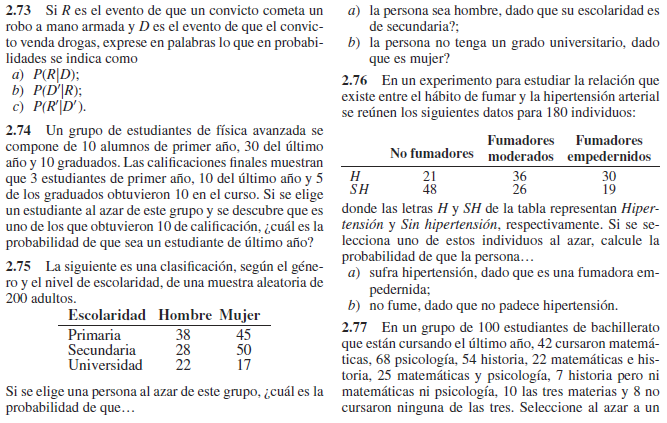 2.73 Si R es el evento de que un convicto cometa un
robo a mano armada y D es el evento de que el convic-
to venda drogas, exprese en palabras lo que en probabi-
lidades se indica como
a) P(R|D);
b) P(D′|R);
c) P(R′|D′).
2.74 Un grupo de estudiantes de física avanzada se
compone de 10 alumnos de primer año, 30 del último
año y 10 graduados. Las calificaciones finales muestran
que 3 estudiantes de primer año, 10 del último año y 5
de los graduados obtuvieron 10 en el curso. Si se elige
un estudiante al azar de este grupo y se descubre que es
uno de los que obtuvieron 10 de calificación, ¿cuál es la
probabilidad de que sea un estudiante de último año?
2.75 La siguiente es una clasificación, según el géne-
ro y el nivel de escolaridad, de una muestra aleatoria de
200 adultos.
Escolaridad Hombre Mujer
Primaria 38 45
Secundaria 28 50
Universidad 22 17
Si se elige una persona al azar de este grupo, ¿cuál es la
probabilidad de que…
a) la persona sea hombre, dado que su escolaridad es
de secundaria?;
b) la persona no tenga un grado universitario, dado
que es mujer?
2.76 En un experimento para estudiar la relación que
existe entre el hábito de fumar y la hipertensión arterial
se reúnen los siguientes datos para 180 individuos:
Fumadores Fumadores
No fumadores moderados empedernidos
H 21 36 30
SH 48 26 19
donde las letras H y SH de la tabla representan Hiper-
tensión y Sin hipertensión, respectivamente. Si se se-
lecciona uno de estos individuos al azar, calcule la
probabilidad de que la persona…
a) sufra hipertensión, dado que es una fumadora em-
pedernida;
b) no fume, dado que no padece hipertensión.
2.77 En un grupo de 100 estudiantes de bachillerato
que están cursando el último año, 42 cursaron matemá-
ticas, 68 psicología, 54 historia, 22 matemáticas e his-
toria, 25 matemáticas y psicología, 7 historia pero ni
matemáticas ni psicología, 10 las tres materias y 8 no
cursaron ninguna de las tres. Seleccione al azar a un